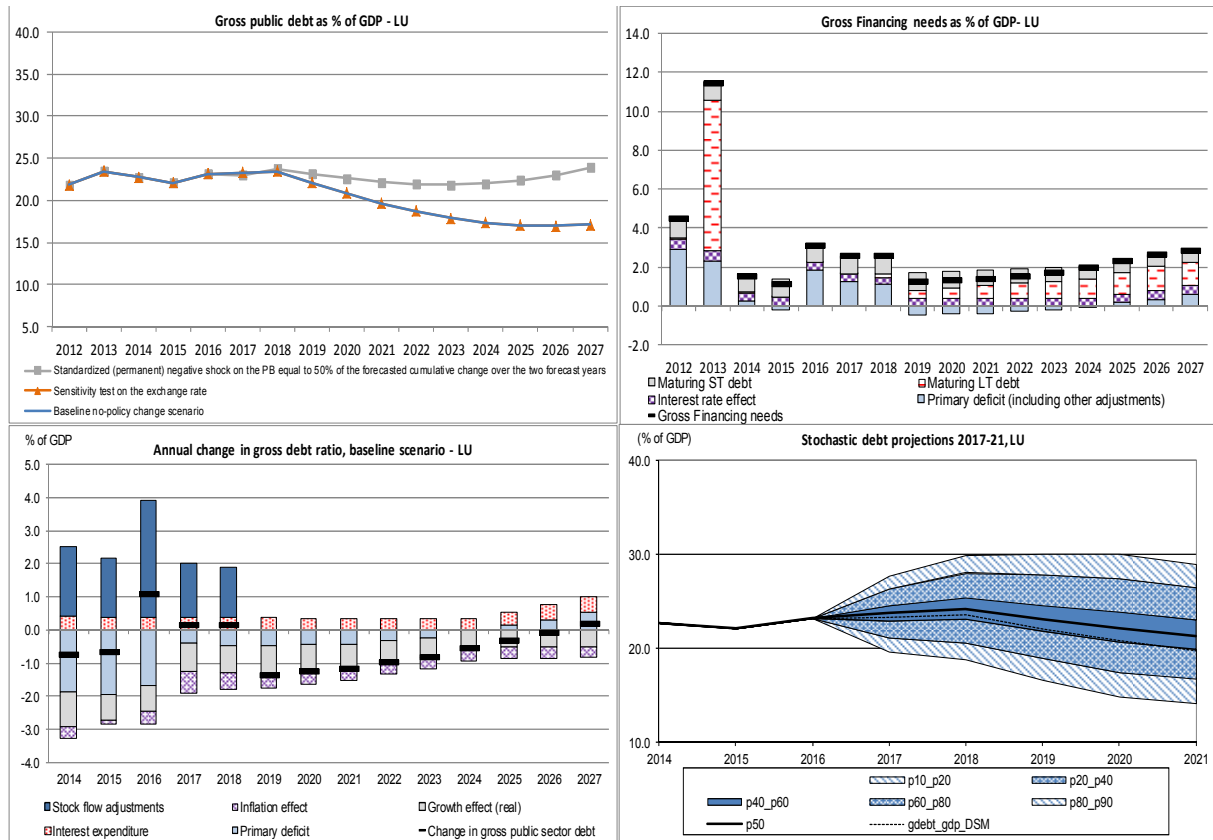 Gross public debt as % of GDP - LU
40.0
35.0
30.0
25.0
20.0
15.0
10.0
5.0
2012 2013 2014 2015 2016 2017 2018 2019 2020 2021 2022 2023 2024 2025 2026 2027
Standardized (permanent) negative shock on the PB equal to 50% of the forecasted cumulative change over the two forecast years
Sensitivity test on the exchange rate
Baseline no-policy change scenario
Gross Financing needs as % of GDP- LU
14.0
12.0
10.0
8.0
6.0
4.0
2.0
0.0
-2.0
2012 2013 2014 2015 2016 2017 2018 2019 2020 2021 2022 2023 2024 2025 2026 2027
Maturing ST debt Maturing LT debt
Interest rate effect Primary deficit (including other adjustments)
Gross Financing needs
% of GDP
Annual change in gross debt ratio, baseline scenario - LU
5.0
4.0
3.0
2.0
1.0
0.0
-1.0
-2.0
-3.0
-4.0
2014 2015 2016 2017 2018 2019 2020 2021 2022 2023 2024 2025 2026 2027
Stock flow adjustments Inflation effect Growth effect (real)
Interest expenditure Primary deficit Change in gross public sector debt
(% of GDP)
Stochastic debt projections 2017-21, LU
40.0
30.0
20.0
10.0
2014 2015 2016 2017 2018 2019 2020 2021
p10_p20 p20_p40
p40_p60 p60_p80 p80_p90
p50 gdebt_gdp_DSM